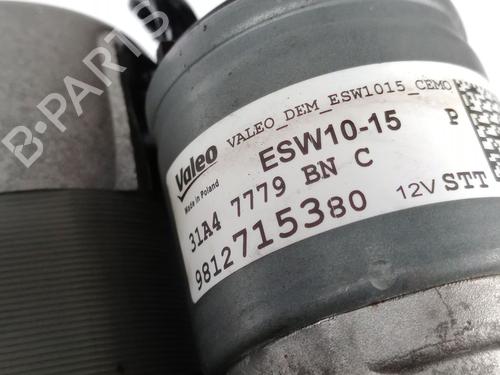 B-PARTS
VALEO_DEM_ESW1015_CEMO
Valeo
Made in Poland
ESW10-15 P
31A4 7779 BN C
12V STT
9812715380